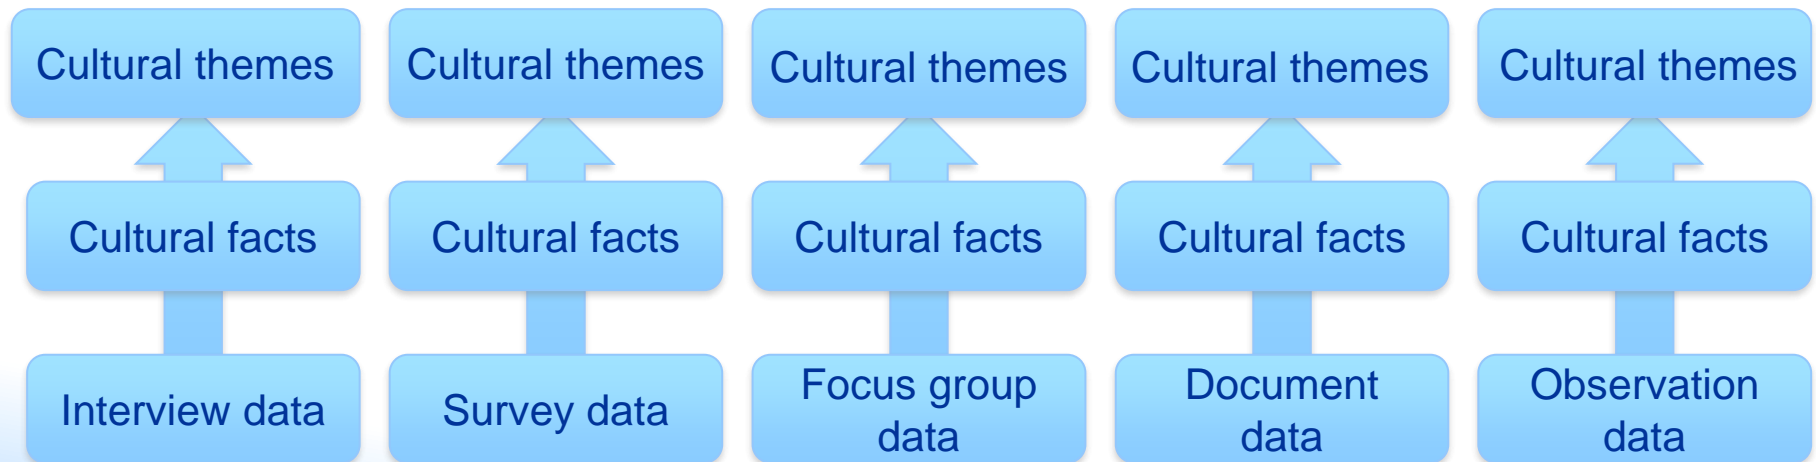 Cultural themes
Cultural themes
Cultural themes
Cultural themes
Cultural themes
Cultural facts
Cultural facts
Cultural facts
Cultural facts
Cultural facts
Interview data
Survey data
Focus group
data
Document
data
Observation
data